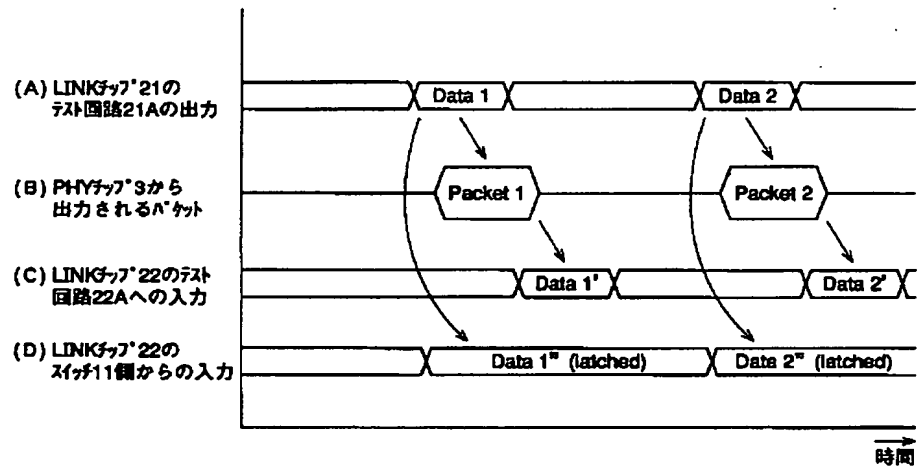 (A) LINKﾁｯﾌﾟ21の
ﾃｽﾄ回路21Aの出力
Data 1
Data 2
(B) PHYﾁｯﾌﾟ3から
出力されるﾊﾟｹｯﾄ
Packet 1
Packet 2
(C) LINKﾁｯﾌﾟ22のﾃｽﾄ
回路22Aへの入力
Data 1'
Data 2'
(D) LINKﾁｯﾌﾟ22の
ｽｲｯﾁ11側からの入力
Data 1" (latched)
Data 2" (latched)
時間